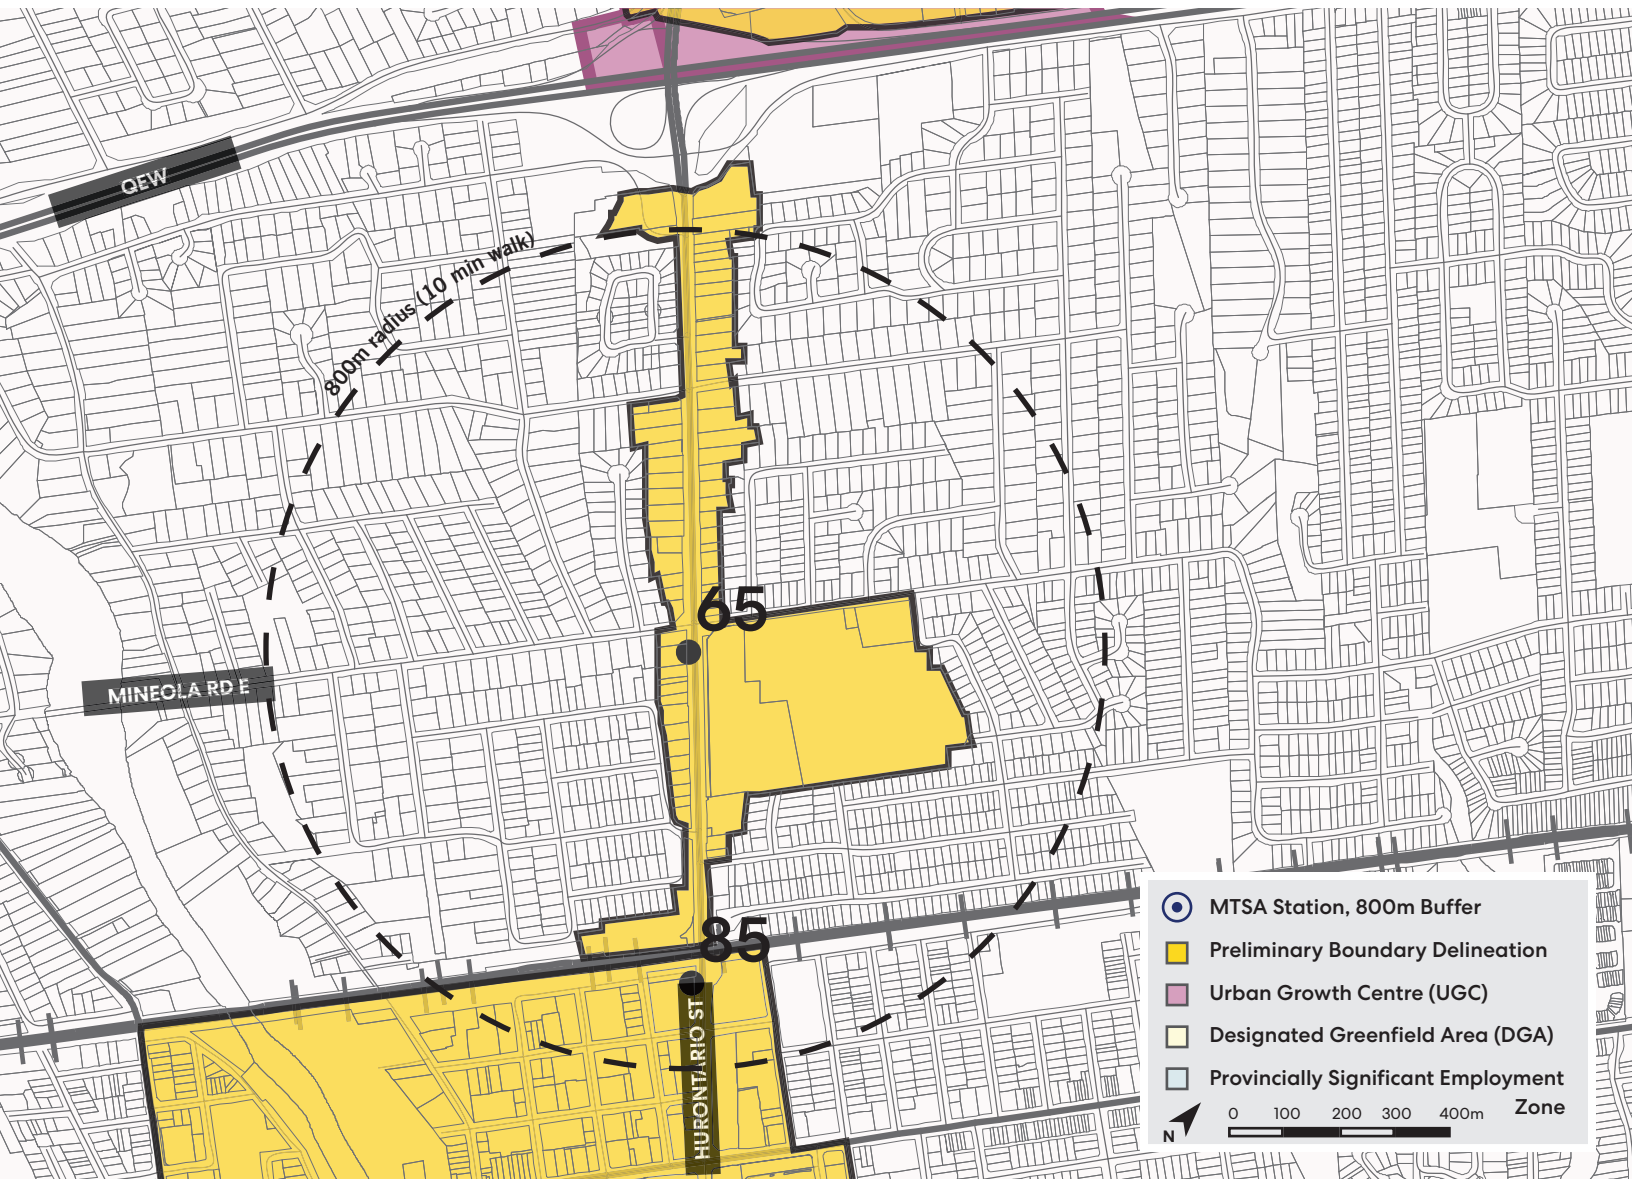 QEW
800m radius (10 min walk)
65
MINEOLA RD E
85
HURONTARIO ST
MTSA Station, 800m Buffer
Preliminary Boundary Delineation
Urban Growth Centre (UGC)
Designated Greenfield Area (DGA)
Provincially Significant Employment
Zone
0 100 200 300 400m
N